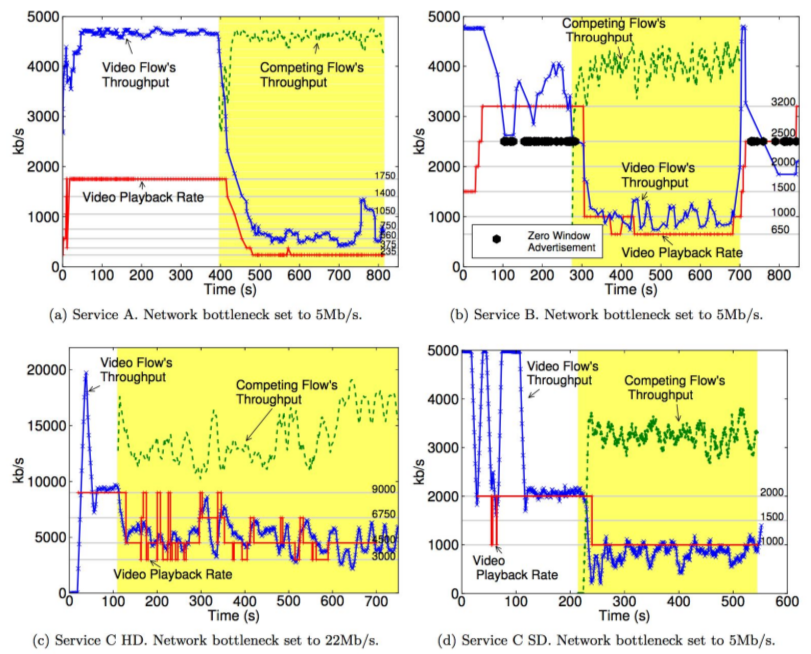 5000
4000
3000
2000
1000
0
kb/s
Video Flow's
Throughput
Competing Flow's
Throughput
Video Playback Rate
1750
1400
1050
750
560
375
235
0 100 200 300 400 500 600 700 800
Time (s)
(a) Service A. Network bottleneck set to 5Mb/s.
5000
4000
3000
2000
1000
0
kb/s
Competing Flow's
Throughput
Video Flow's
Throughput
Zero Window
Advertisement
Video Playback Rate
3200
2500
2000
1500
1000
650
0 100 200 300 400 500 600 700 800
Time (s)
(b) Service B. Network bottleneck set to 5Mb/s.
20000
15000
10000
5000
0
kb/s
Video Flow's
Throughput
Competing Flow's
Throughput
Video Playback Rate
9000
6750
4500
3000
0 100 200 300 400 500 600 700
Time (s)
(c) Service C HD. Network bottleneck set to 22Mb/s.
5000
4000
3000
2000
1000
0
kb/s
Video Flow's
Throughput
Competing Flow's
Throughput
Video
Playback Rate
2000
1500
1000
0 100 200 300 400 500 600
Time (s)
(d) Service C SD. Network bottleneck set to 5Mb/s.